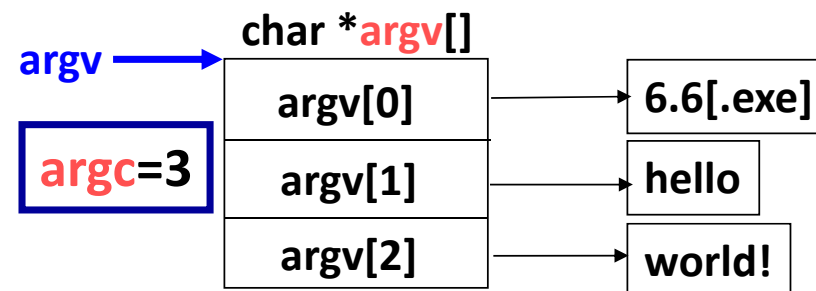 char *argv[]
argv
argv[0]
6.6[.exe]
argc=3
argv[1]
hello
argv[2]
world!